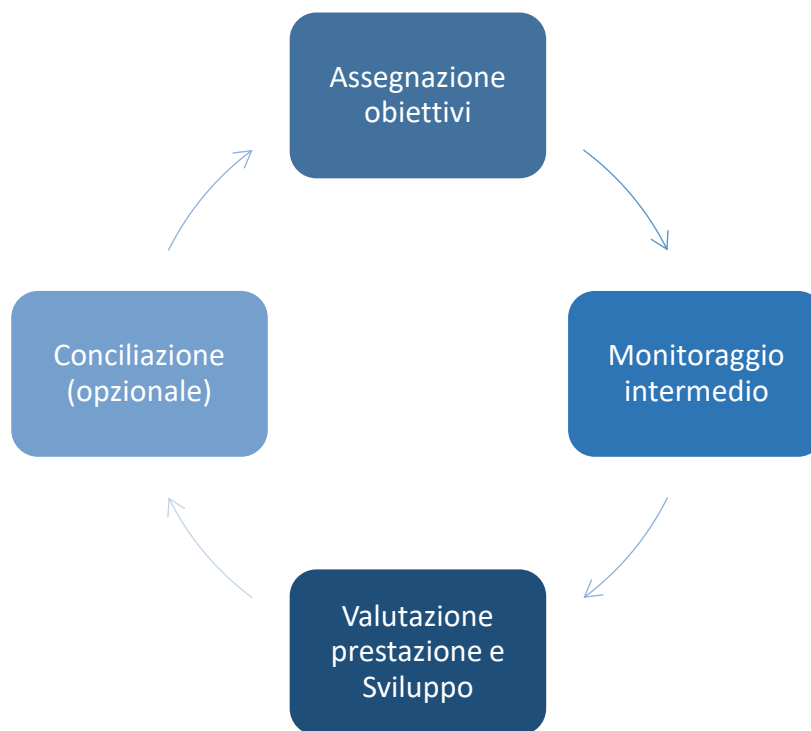 Assegnazione
obiettivi
Monitoraggio
intermedio
Valutazione
prestazione e
Sviluppo
Conciliazione
(opzionale)